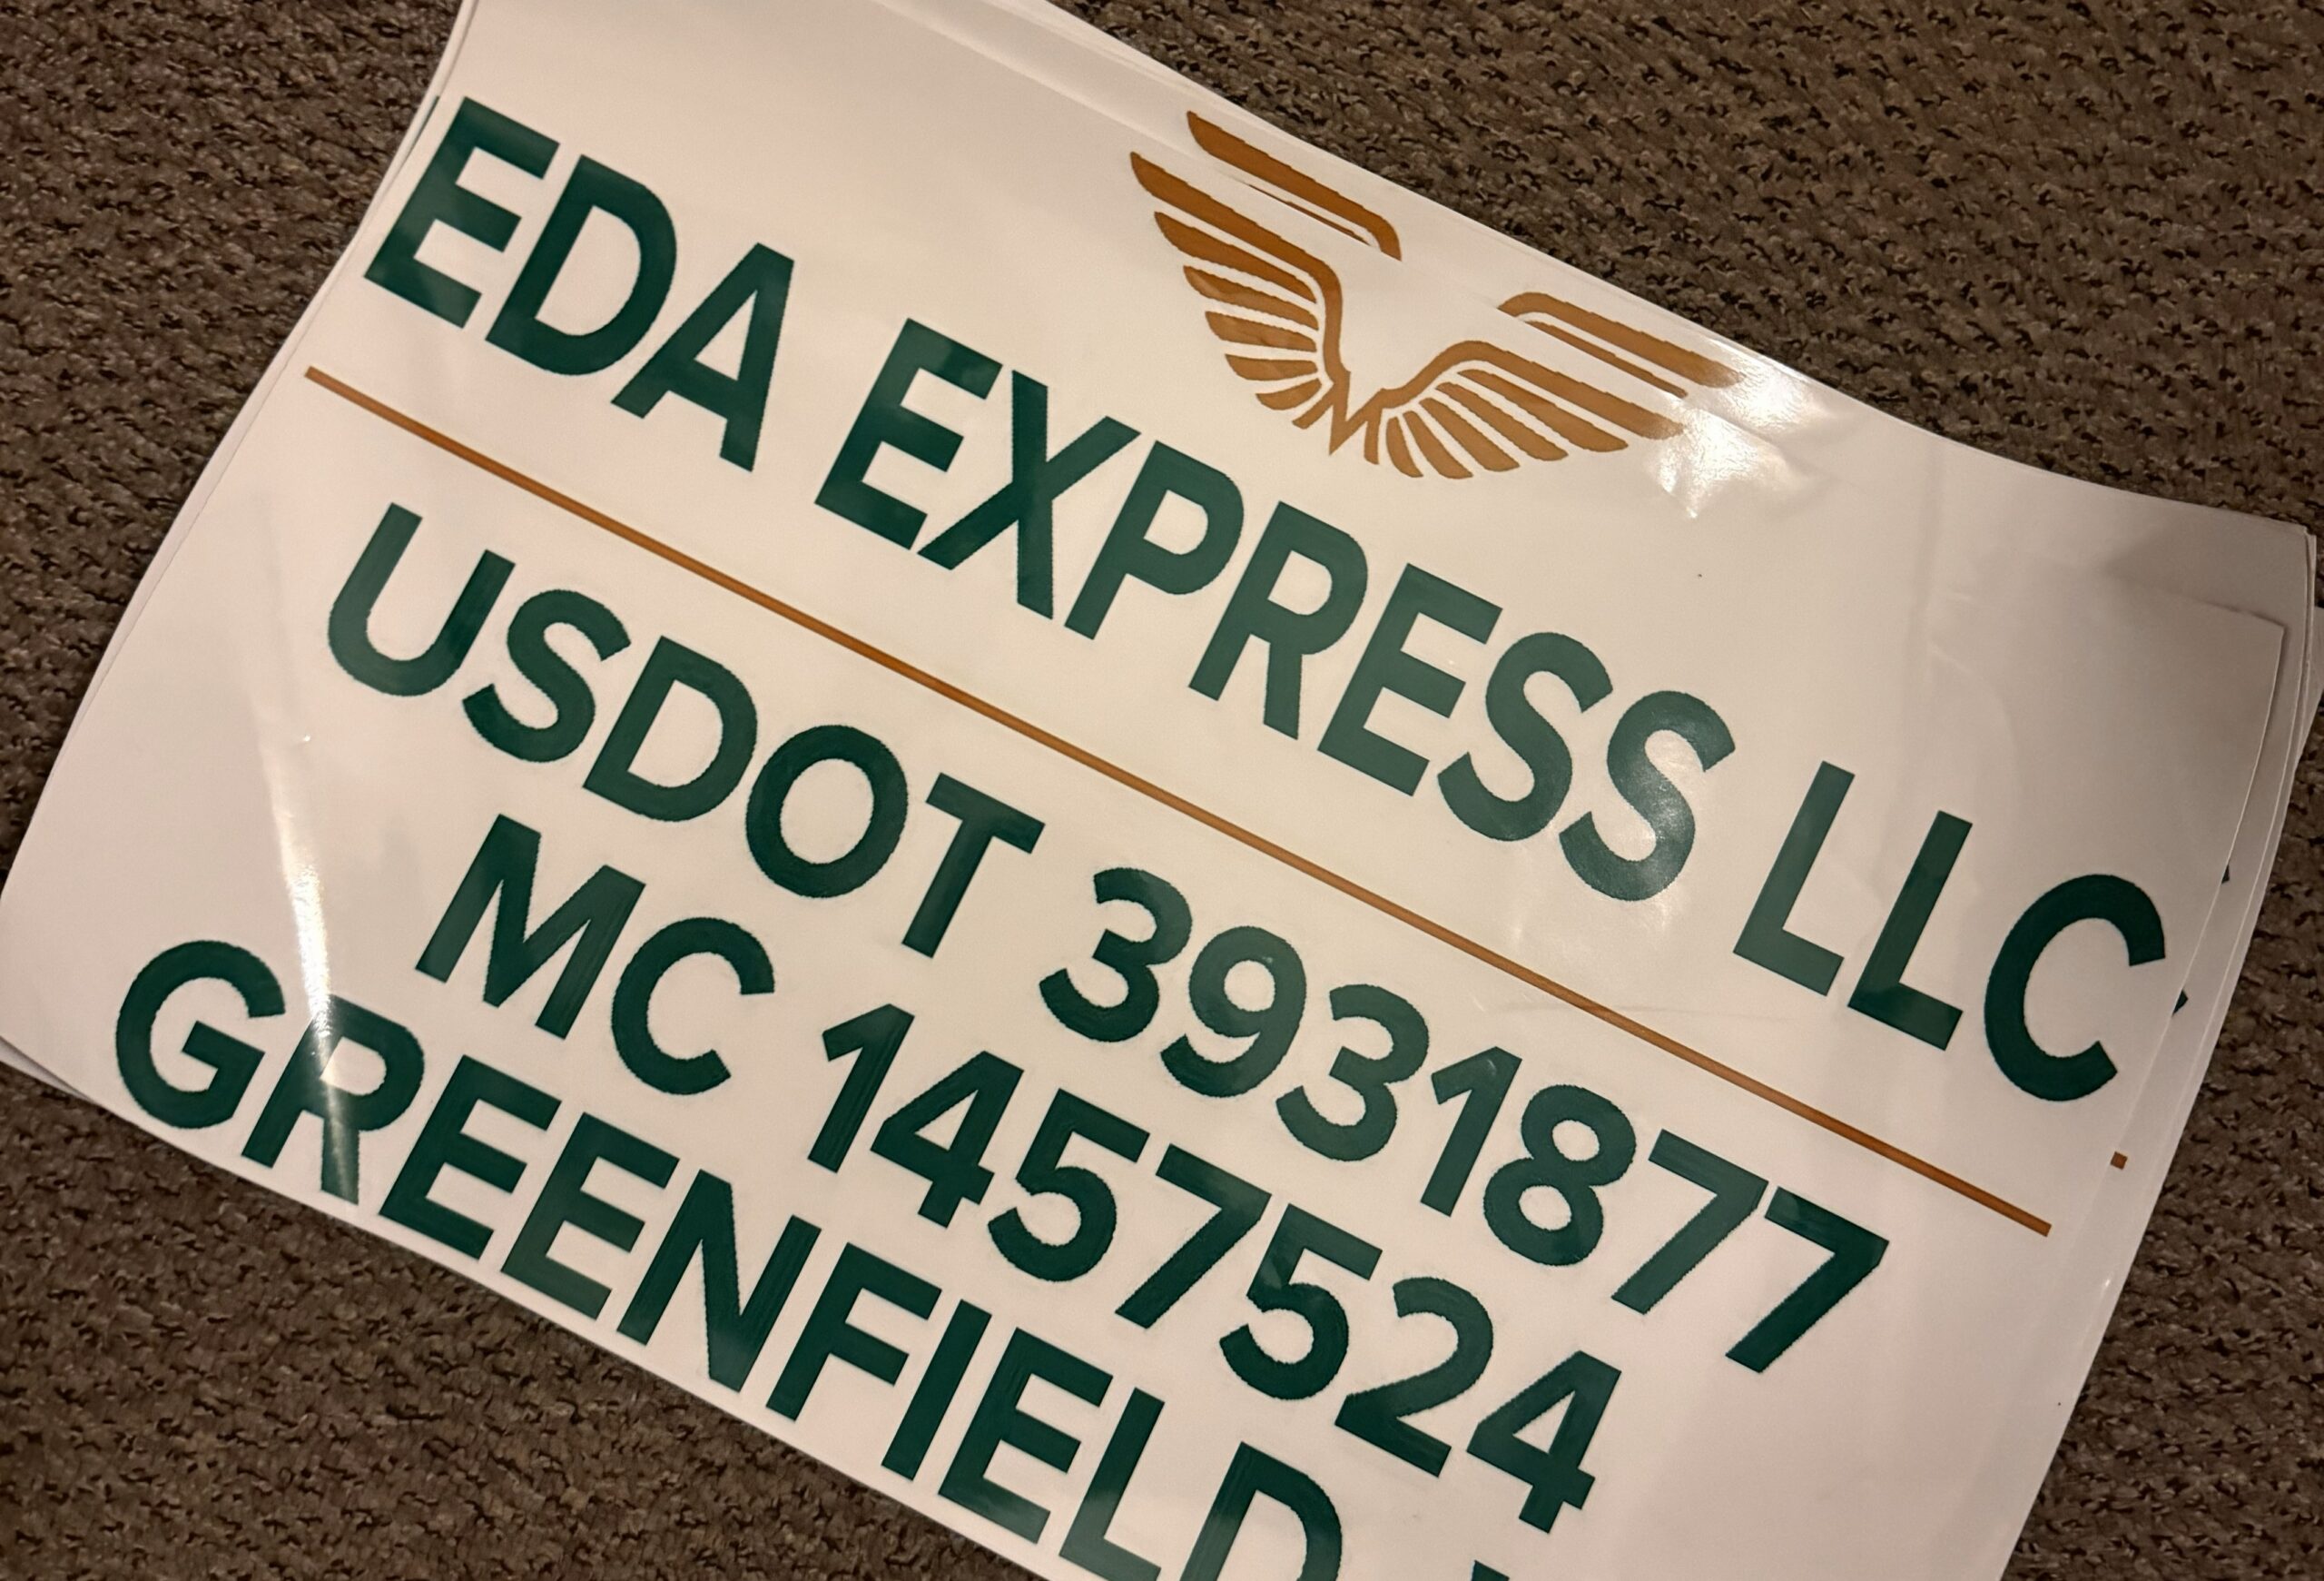 EDA EXPRESS LLC
USDOT 3931877
MC 1457524
GREENFIELD